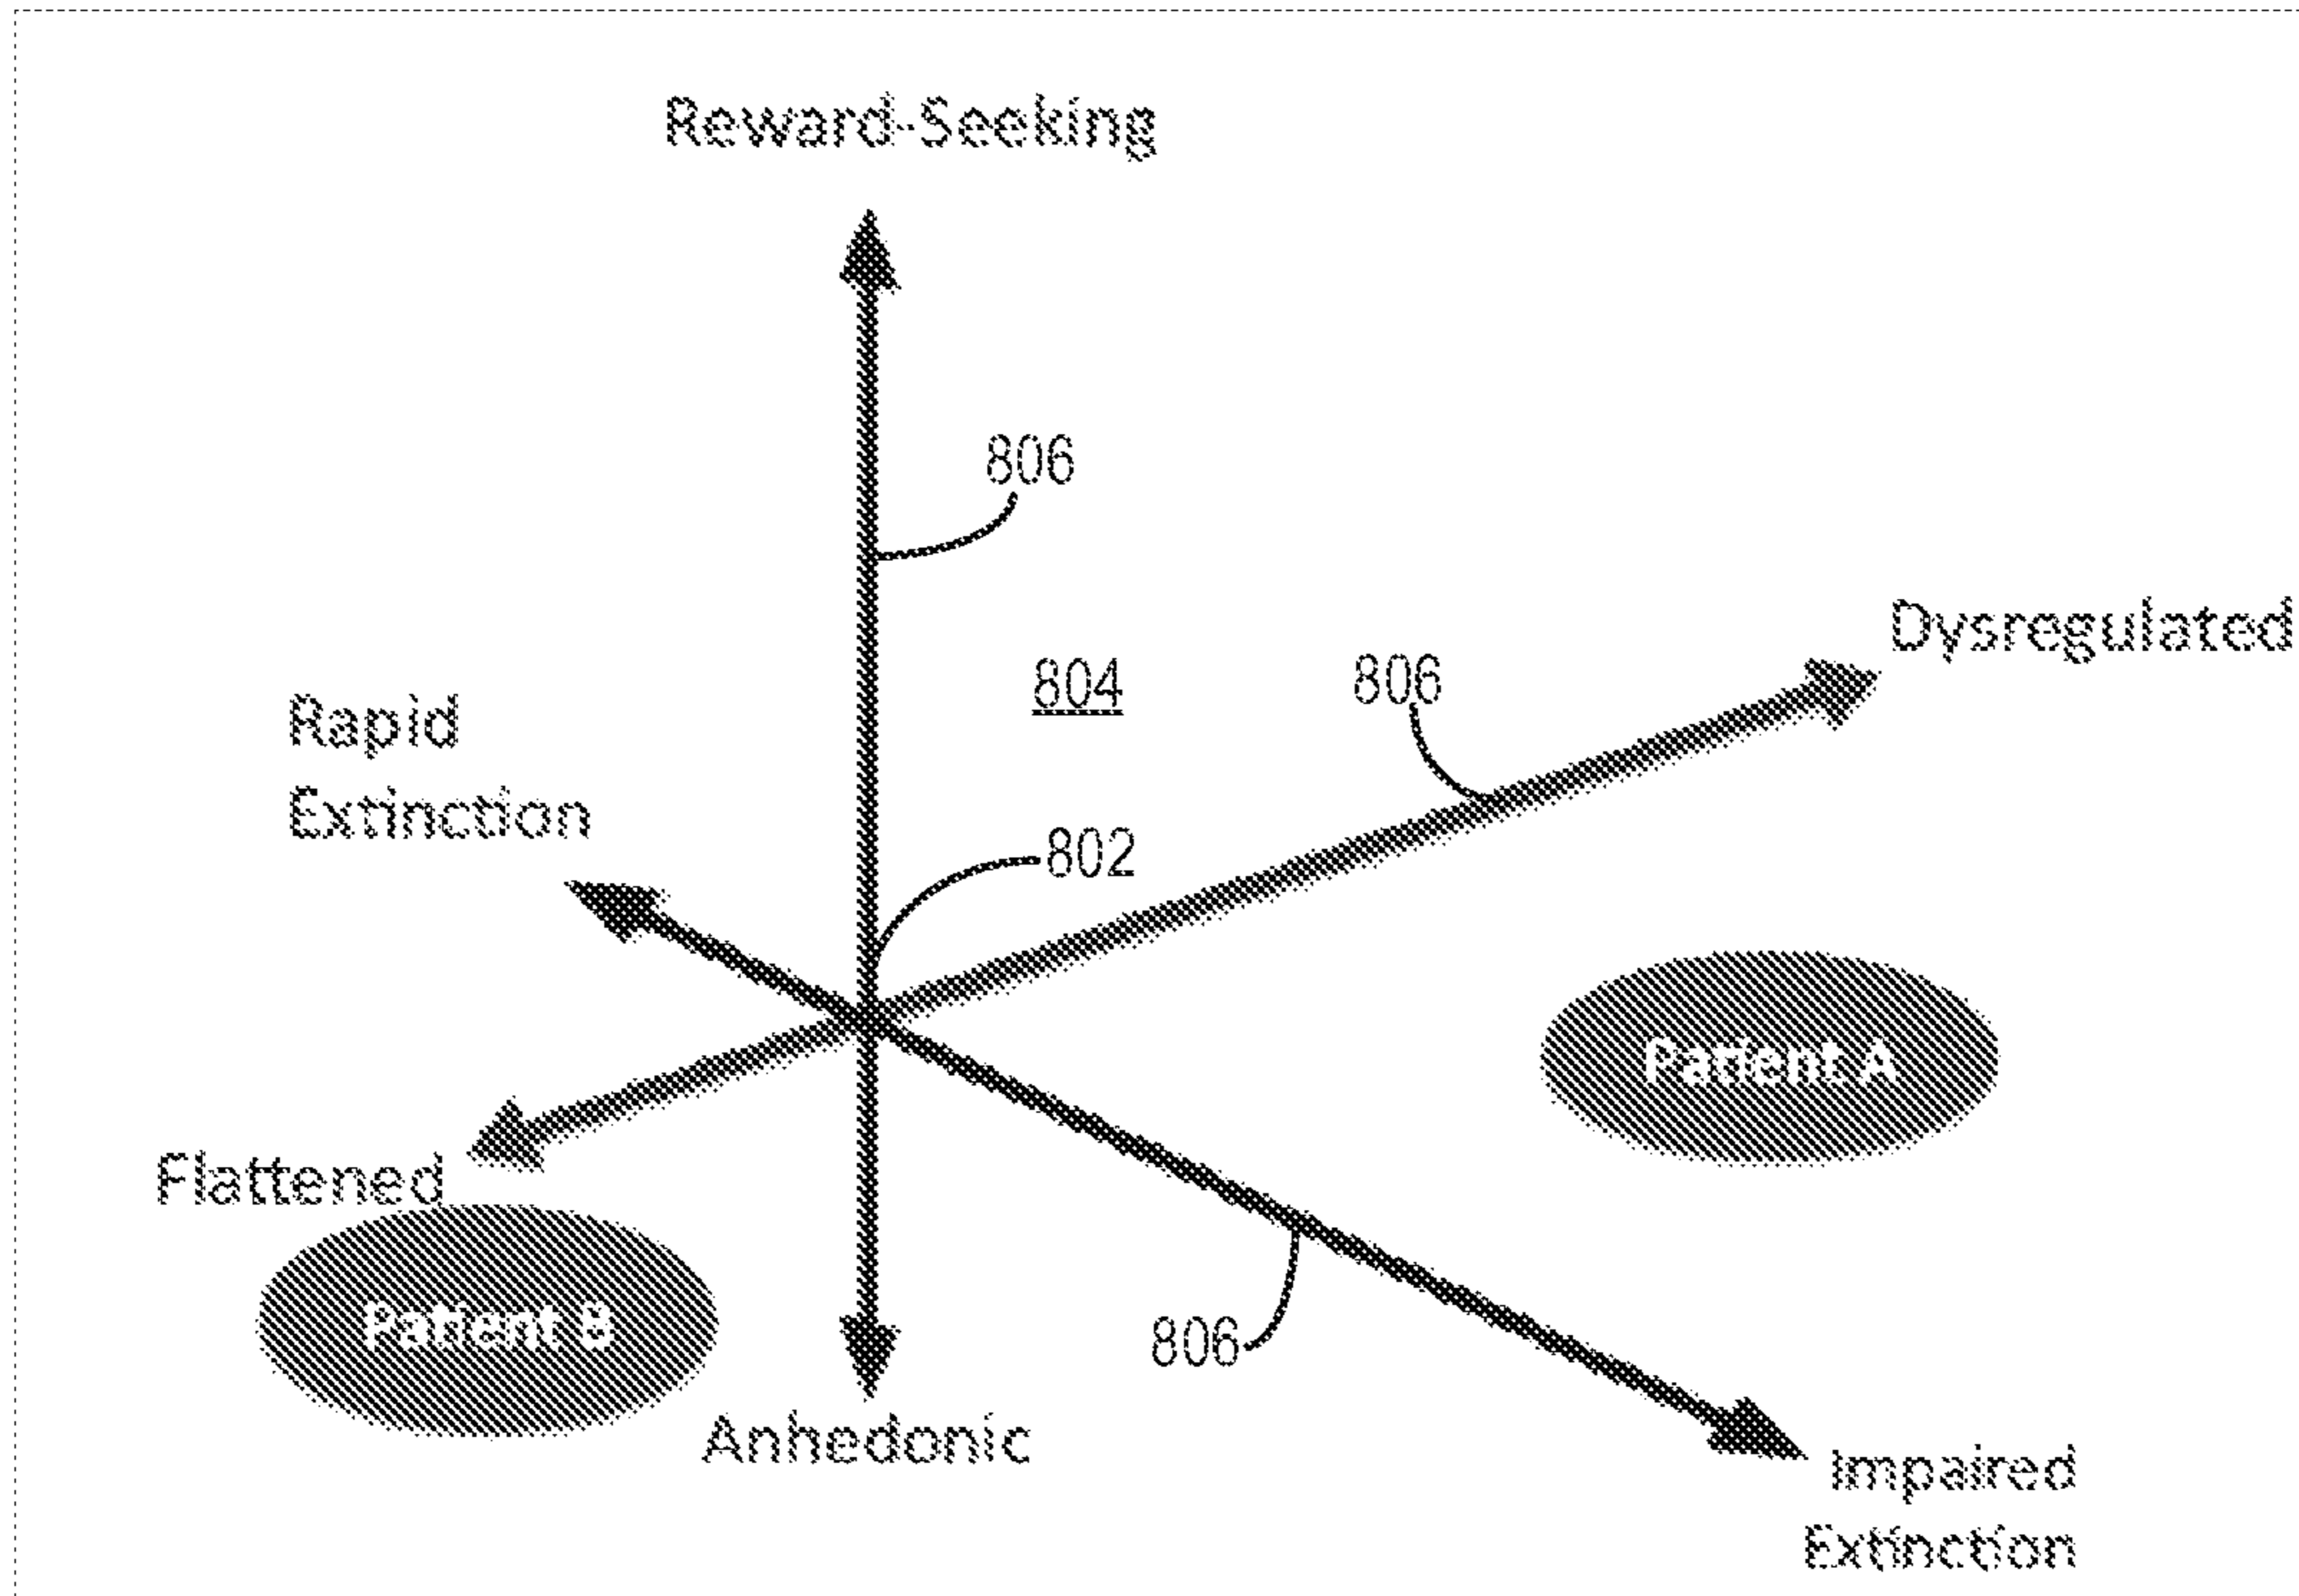 Reward-Seeking
806
Dysregulated
804
806
Rapid
Extinction
802
Patient A
Flattened
Patient B
806
Anhedonic
Impaired
Extinction